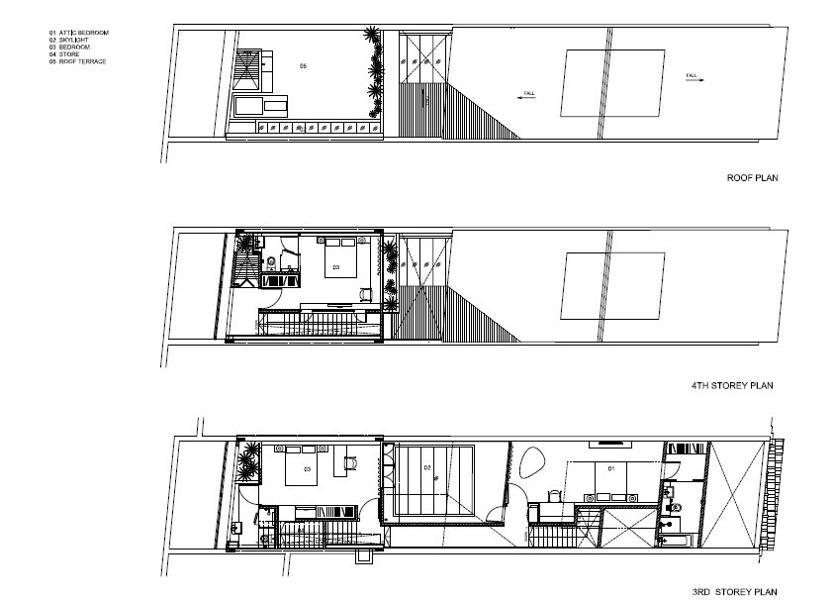 01 ATTIC BEDROOM
02 SKYLIGHT
03 BEDROOM
04 STORE
05 ROOF TERRACE
05
FALL
FALL
ROOF PLAN
03
4TH STOREY PLAN
03
02
01
3RD STOREY PLAN